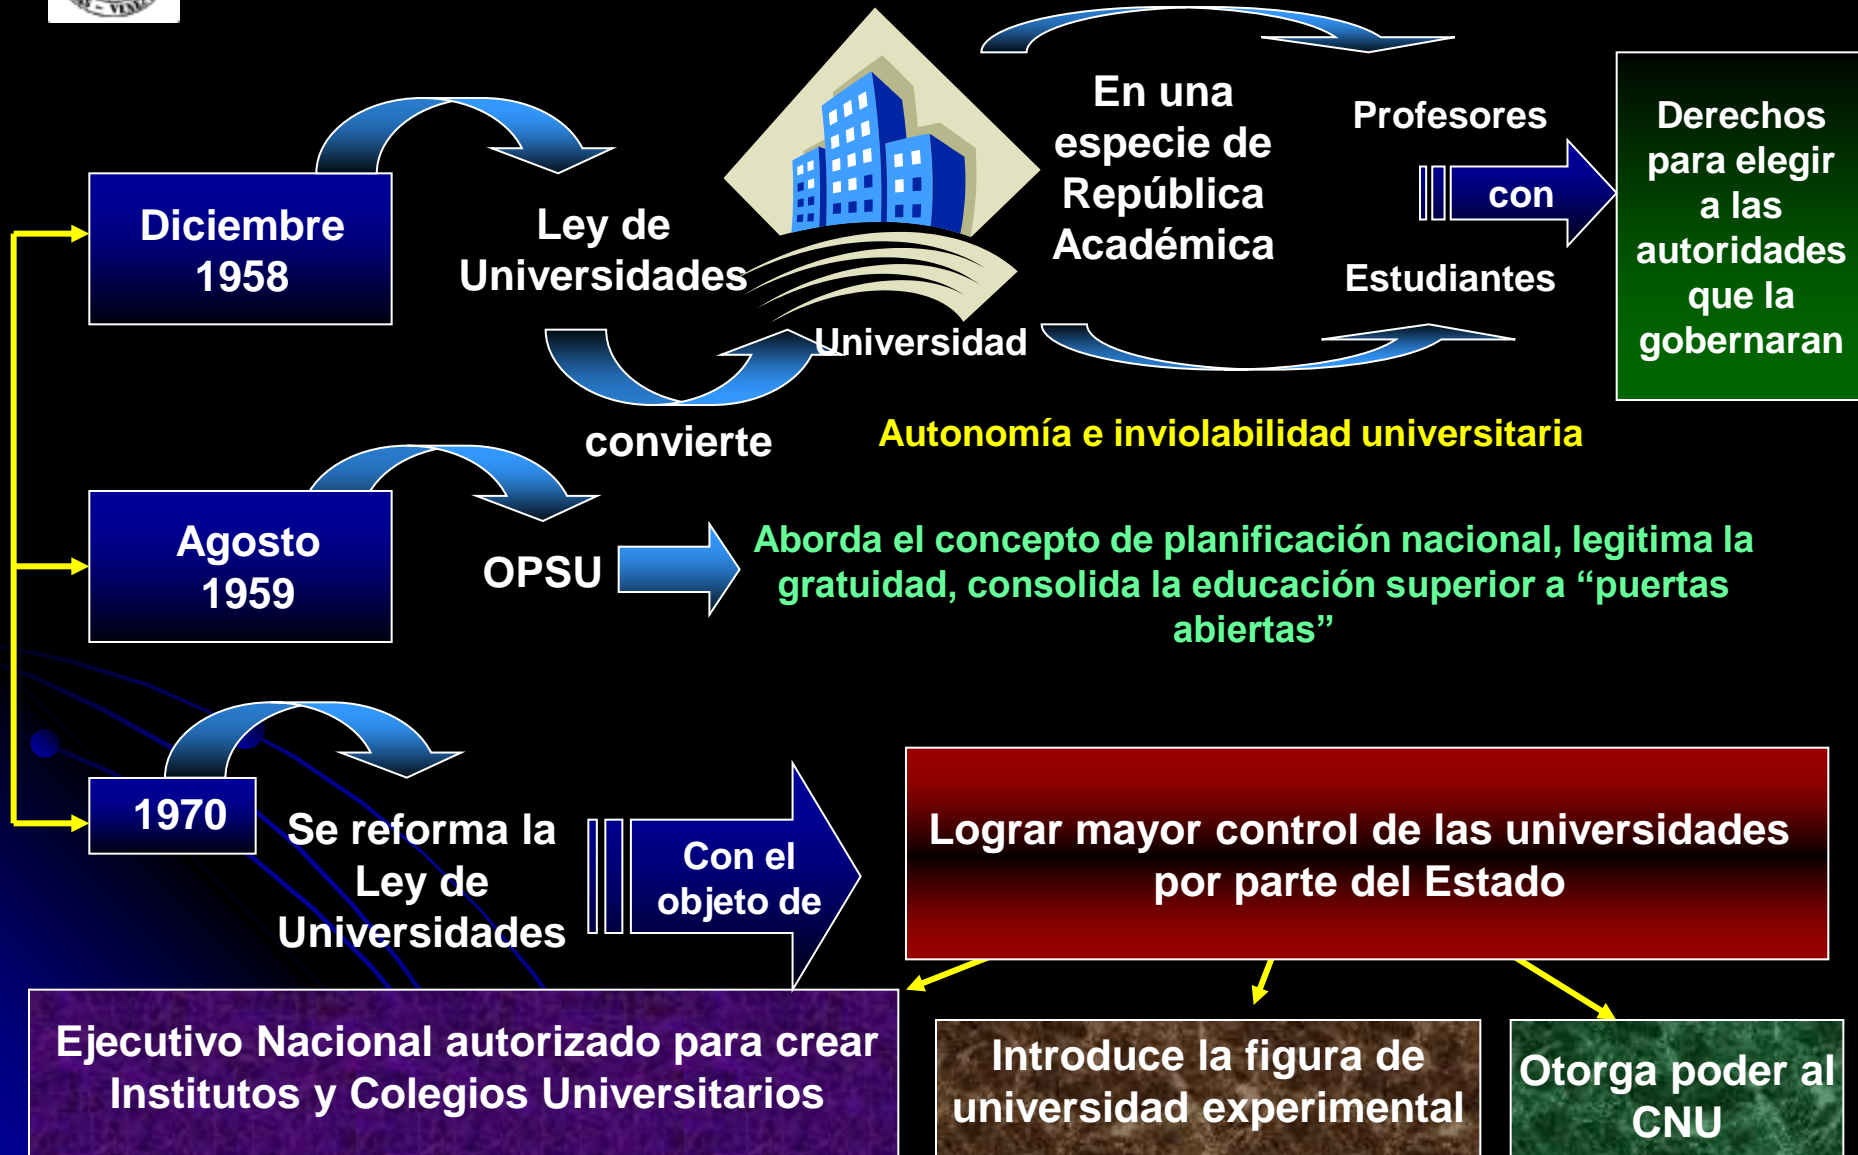 Diciembre
1958
Ley de
Universidades
convierte
Universidad
En una
especie de
República
Académica
Profesores
Estudiantes
con
Derechos
para elegir
a las
autoridades
que la
gobernaran
Autonomía e inviolabilidad universitaria
Agosto
1959
OPSU
Aborda el concepto de planificación nacional, legitima la
gratuidad, consolida la educación superior a “puertas
abiertas”
1970
Se reforma la
Ley de
Universidades
Con el
objeto de
Lograr mayor control de las universidades
por parte del Estado
Ejecutivo Nacional autorizado para crear
Institutos y Colegios Universitarios
Introduce la figura de
universidad experimental
Otorga poder al
CNU